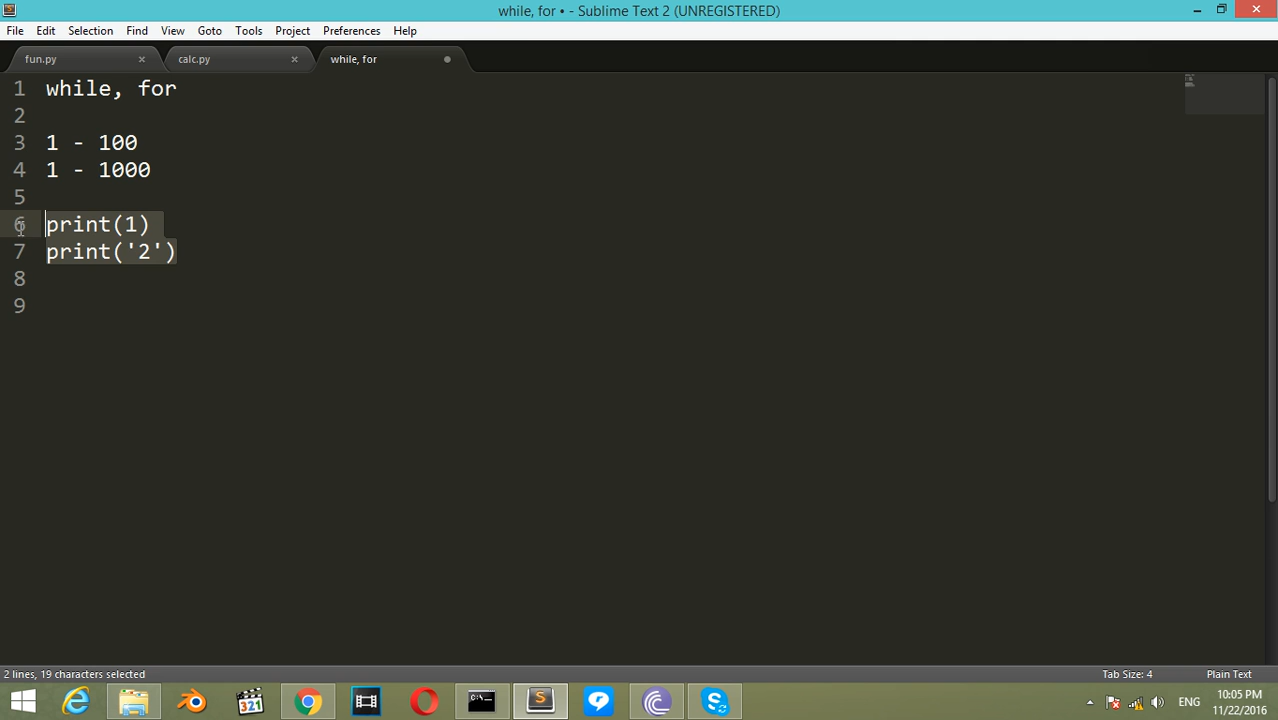 while, for • - Sublime Text 2 (UNREGISTERED)
File Edit Selection Find View Goto Tools Project Preferences Help
fun.py calc.py while, for
1 while, for
2
3 1 - 100
4 1 - 1000
5
6 print(1)
7 print('2')
8
9
2 lines, 19 characters selected Tab Size: 4 Plain Text
321
S
ENG
10:05 PM
11/22/2016